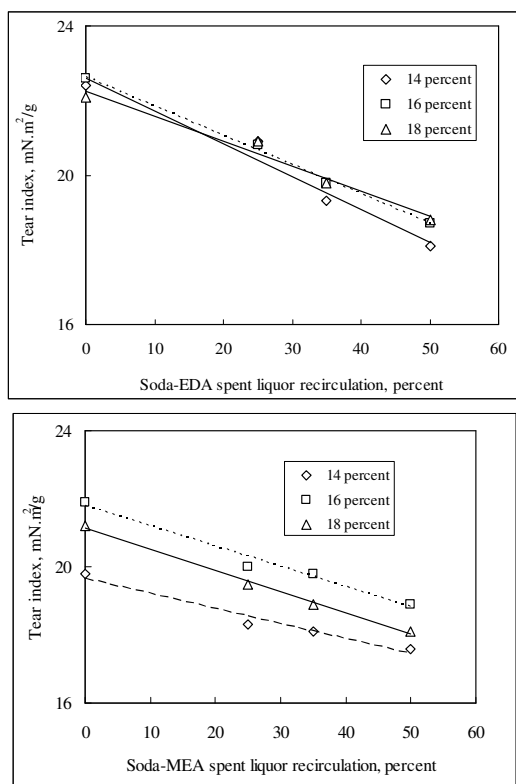 24
20
16
Tear index, mN.m²/g
14 percent
16 percent
18 percent
0 10 20 30 40 50 60
Soda-EDA spent liquor recirculation, percent
24
20
16
Tear index, mN.m²/g
14 percent
16 percent
18 percent
0 10 20 30 40 50 60
Soda-MEA spent liquor recirculation, percent